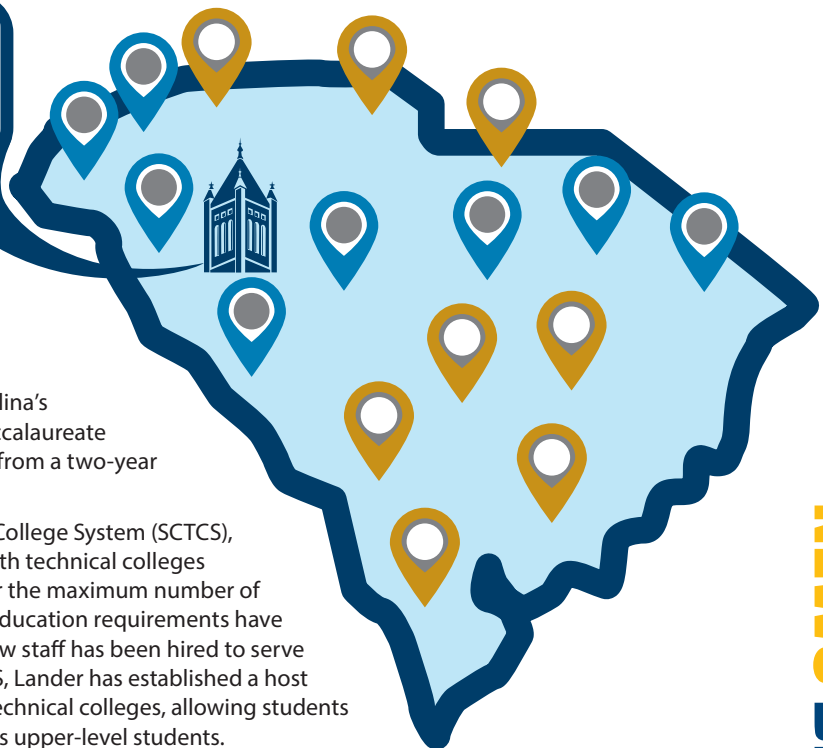 lina's
calaureate
from a two-year
College System (SCTCS),
th technical colleges
r the maximum number of
ducation requirements have
w staff has been hired to serve
S, Lander has established a host
echnical colleges, allowing students
s upper-level students.